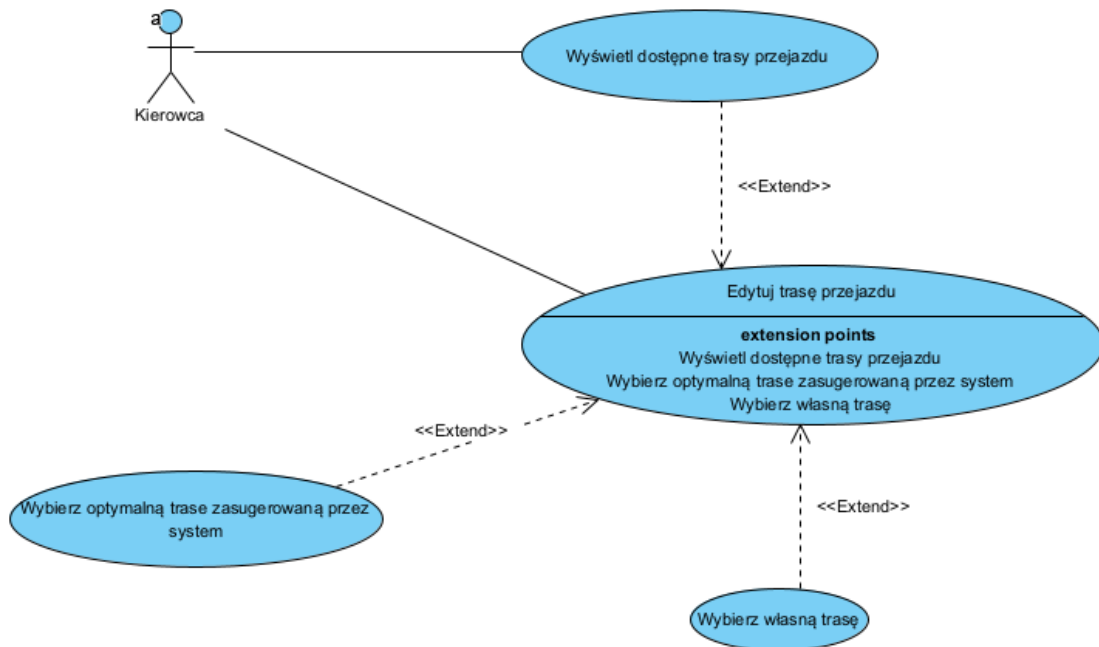 a
Kierowca
Wyświetl dostępne trasy przejazdu
<<Extend>>
Edytuj trasę przejazdu
extension points
Wyświetl dostępne trasy przejazdu
Wybierz optymalną trase zasugerowaną przez system
Wybierz własną trasę
<<Extend>>
Wybierz optymalną trase zasugerowaną przez
system
<<Extend>>
Wybierz własną trasę